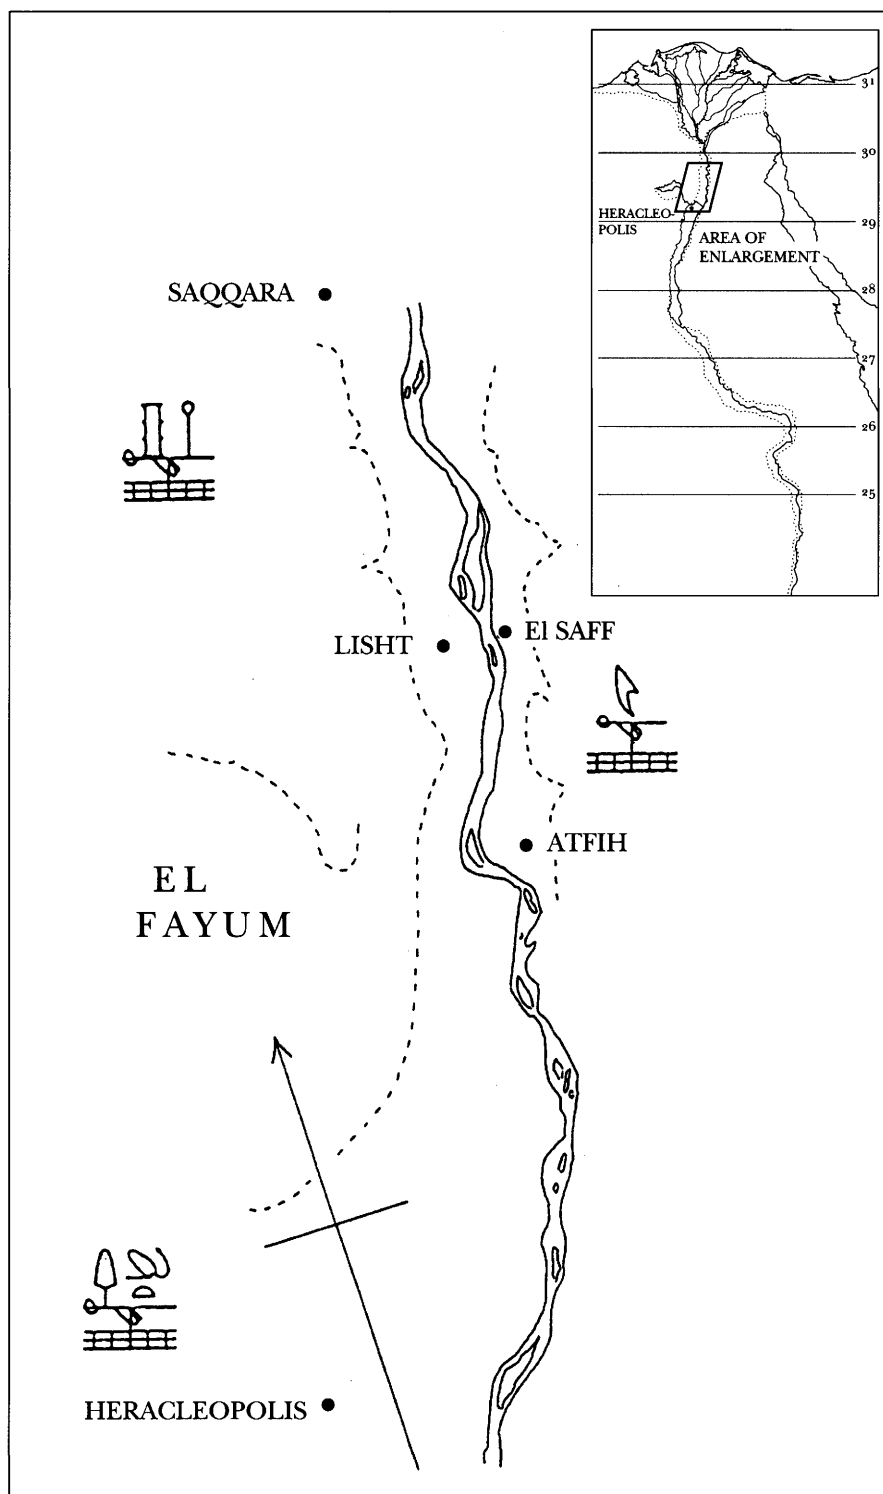 31
30
HERACLEO-
POLIS
29
AREA OF
ENLARGEMENT
28
27
26
25
SAQQARA
LISHT
El SAFF
ATFIH
EL
FAYUM
HERACLEOPOLIS